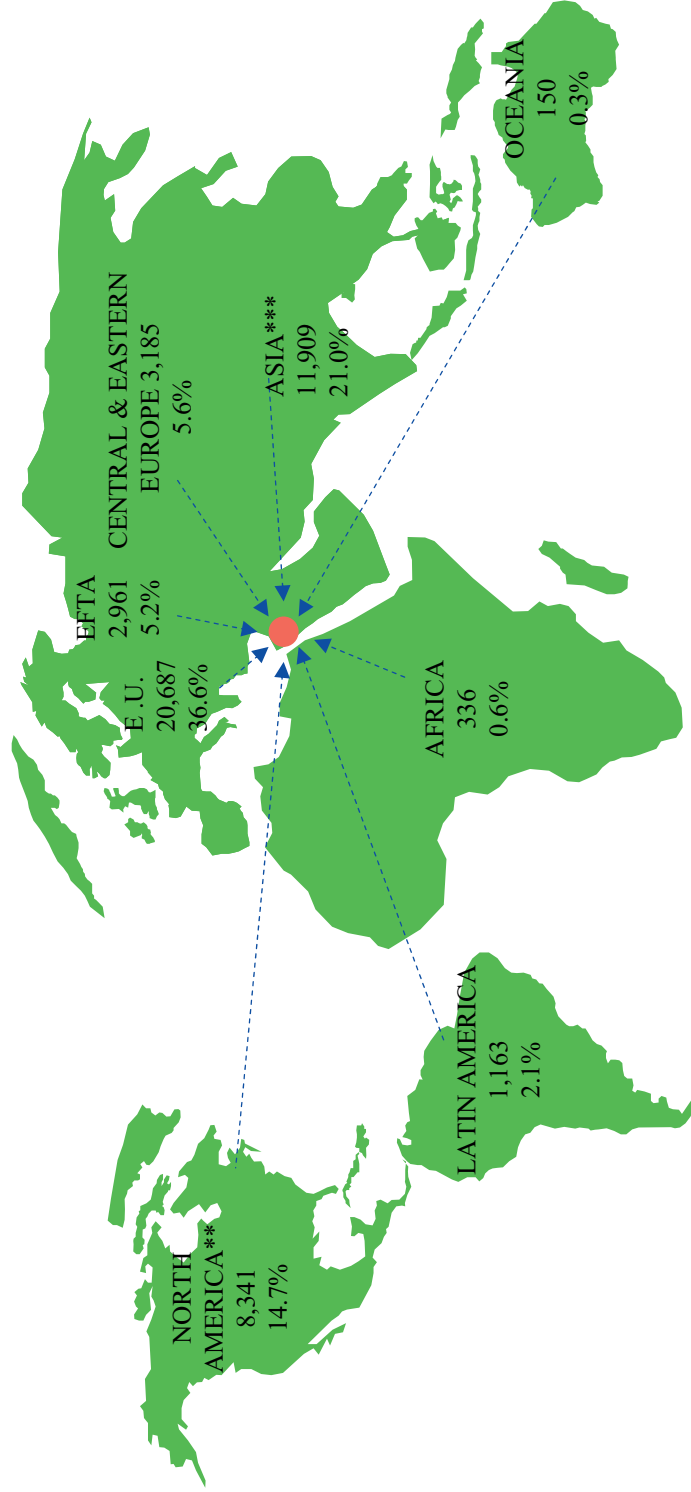 NORTH
AMERICA**
8,341
14.7%
LATIN AMERICA
1,163
2.1%
E .U.
20,687
36.6%
EFTA
2,961
5.2%
CENTRAL & EASTERN
EUROPE 3,185
5.6%
ASIA***
11,909
21.0%
AFRICA
336
0.6%
OCEANIA
150
0.3%